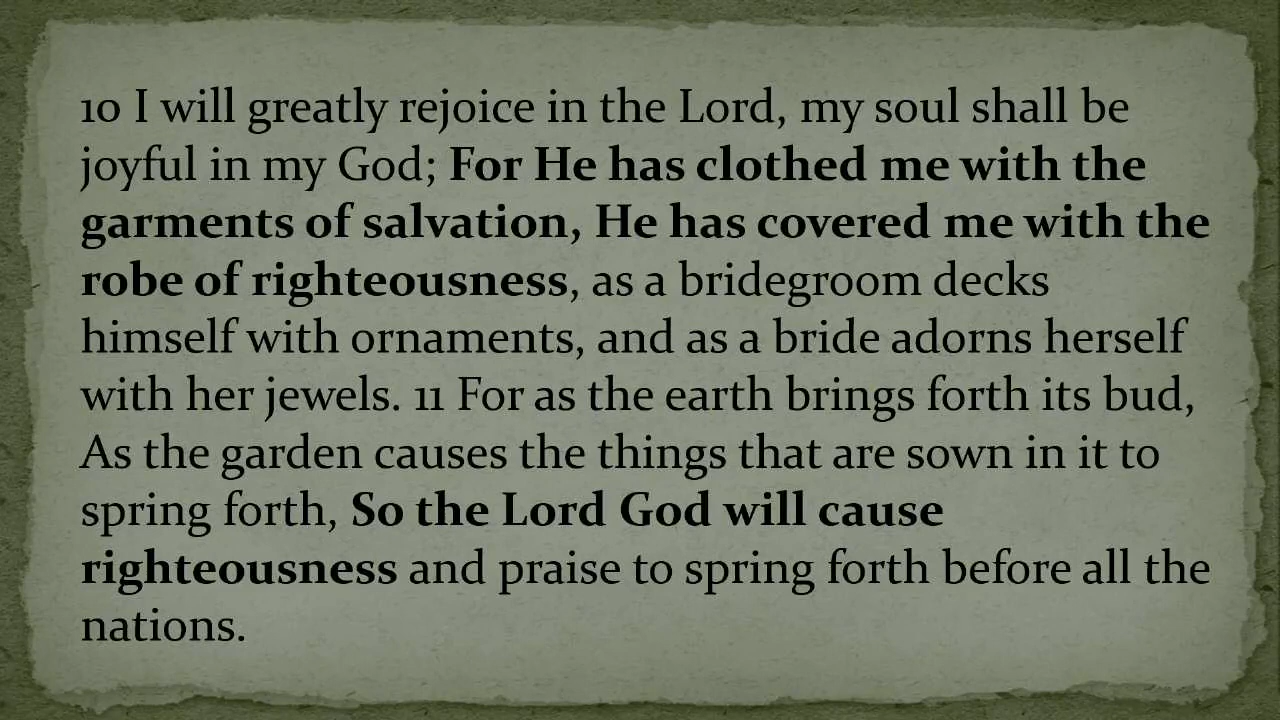 10 I will greatly rejoice in the Lord, my soul shall be
joyful in my God; For He has clothed me with the
garments of salvation, He has covered me with the
robe of righteousness, as a bridegroom decks
himself with ornaments, and as a bride adorns herself
with her jewels. 11 For as the earth brings forth its bud,
As the garden causes the things that are sown in it to
spring forth, So the Lord God will cause
righteousness and praise to spring forth before all the
nations.